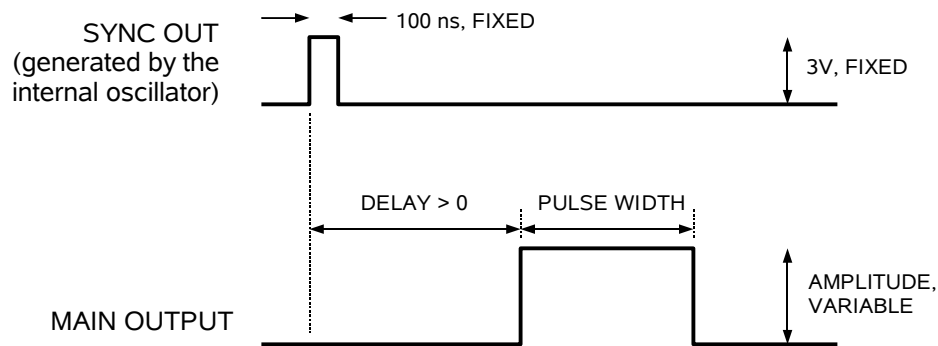 100 ns, FIXED
SYNC OUT
(generated by the
internal oscillator)
3V, FIXED
DELAY > 0
PULSE WIDTH
AMPLITUDE,
VARIABLE
MAIN OUTPUT